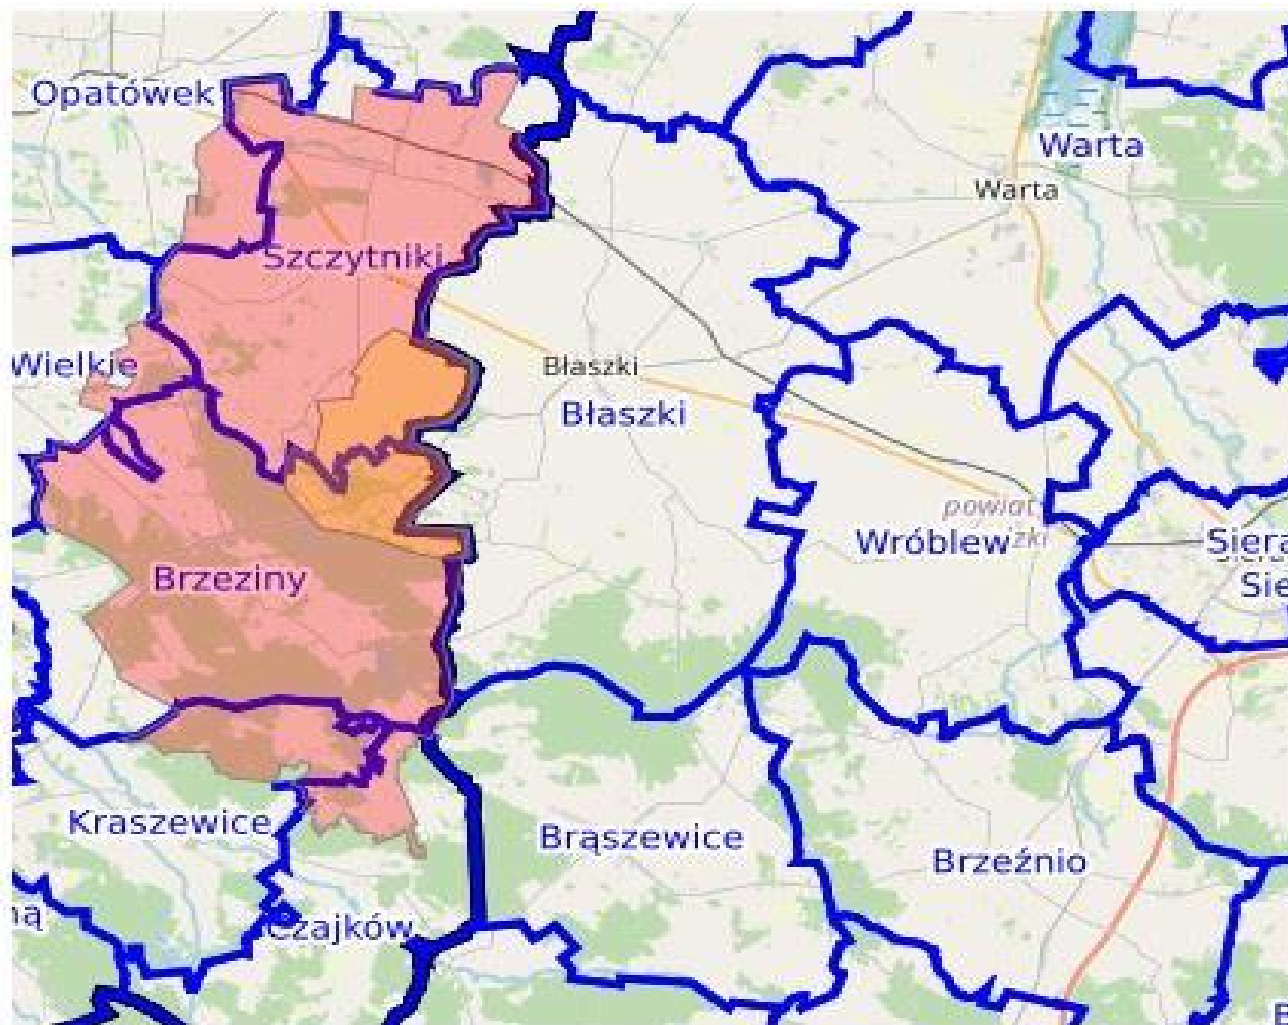 Opatówek
Warta
Warta
Szczytniki
Wielkie
Błaszki
Błaszki
powiat
Wróblew
Brzeziny
Kraszewice
Brąszewice
Brzeźnio
Czajków